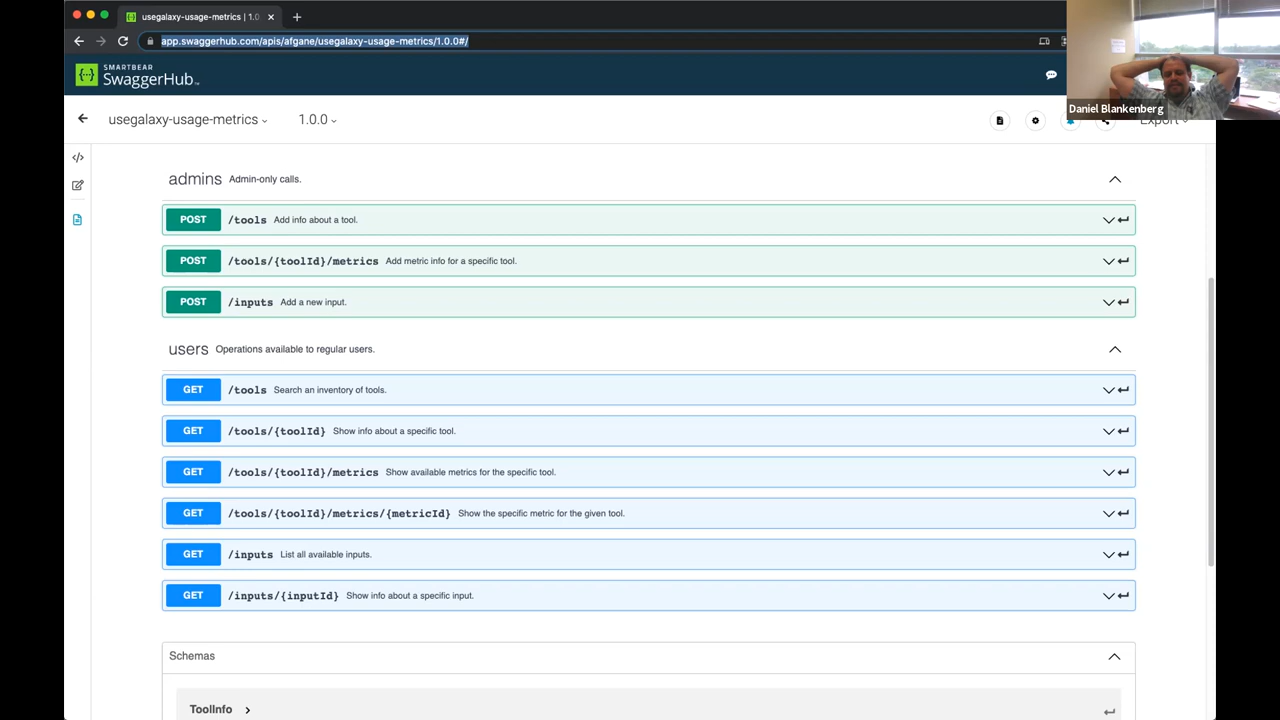 usegalaxy-usage-metrics | 1.0
app.swaggerhub.com/apis/afgane/usegalaxy-usage-metrics/1.0.0#/
SMARTBEAR
SwaggerHub
Daniel Blankenberg
usegalaxy-usage-metrics
1.0.0
Export
admins Admin-only calls.
POST /tools Add info about a tool.
POST /tools/{toolId}/metrics Add metric info for a specific tool.
POST /inputs Add a new input.
users Operations available to regular users.
GET /tools Search an inventory of tools.
GET /tools/{toolId} Show info about a specific tool.
GET /tools/{toolId}/metrics Show available metrics for the specific tool.
GET /tools/{toolId}/metrics/{metricId} Show the specific metric for the given tool.
GET /inputs List all available inputs.
GET /inputs/{inputId} Show info about a specific input.
Schemas
ToolInfo